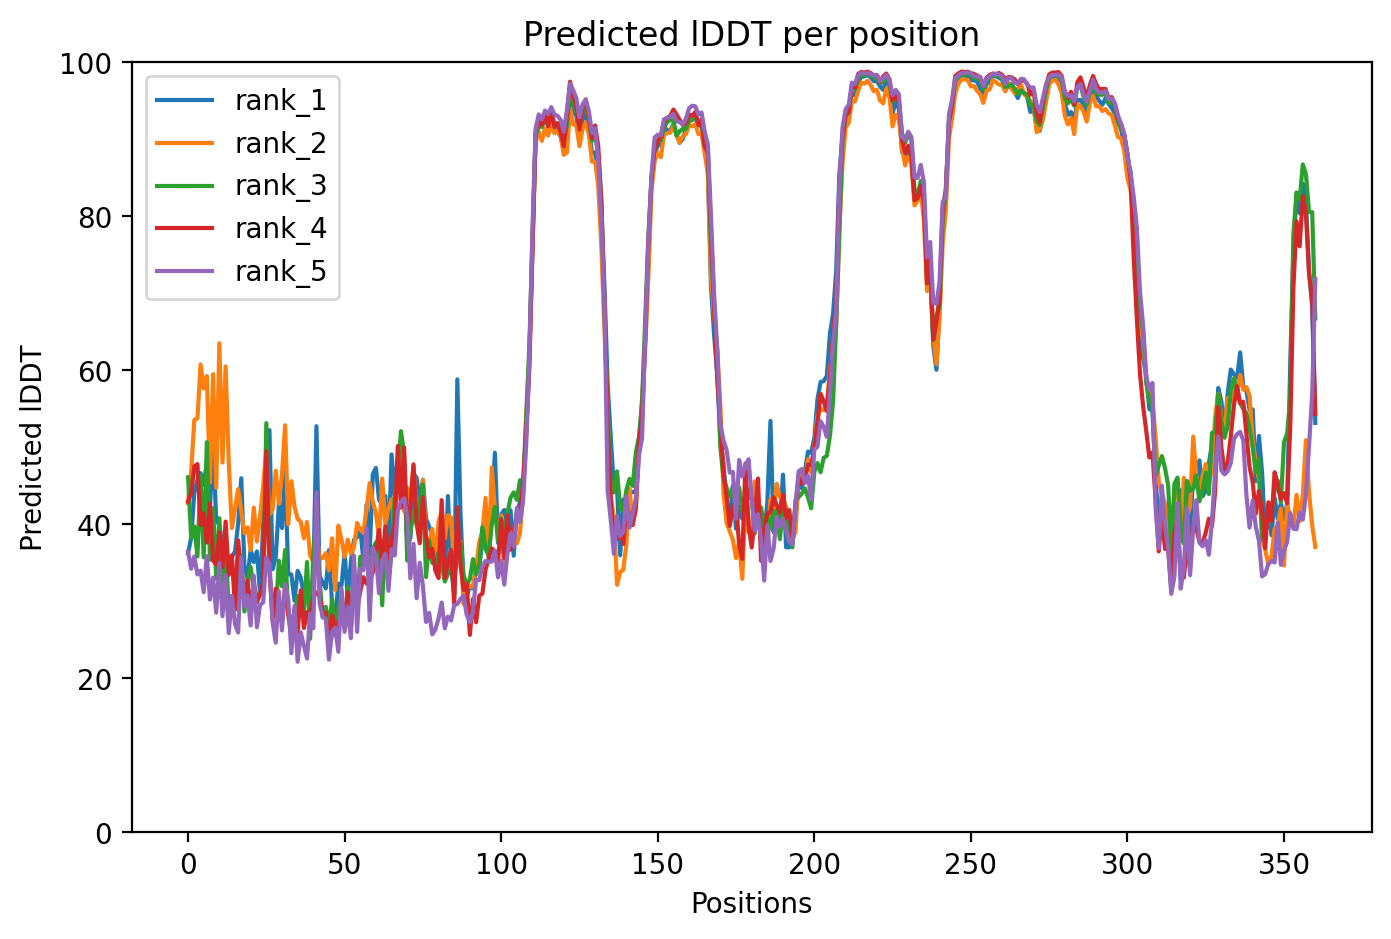 Predicted lDDT per position
100
80
60
40
20
0
Predicted lDDT
rank_1
rank_2
rank_3
rank_4
rank_5
0 50 100 150 200 250 300 350
Positions